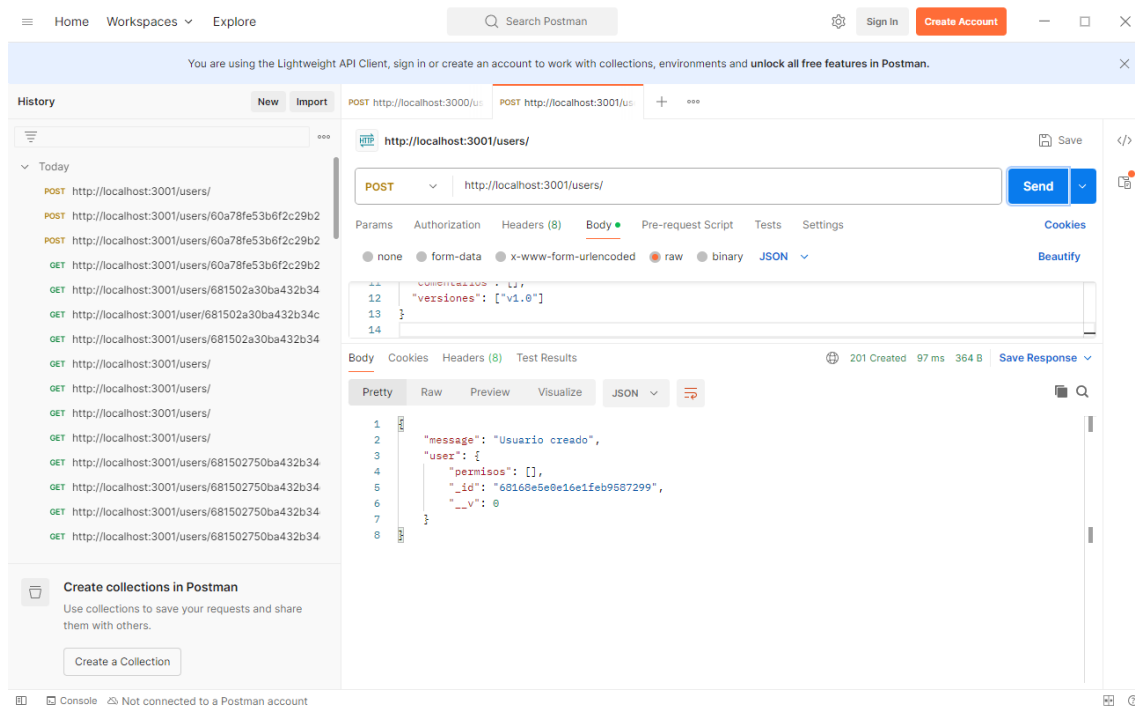 Home Workspaces Explore Search Postman Sign In Create Account
You are using the Lightweight API Client, sign in or create an account to work with collections, environments and unlock all free features in Postman.
History New Import
POST http://localhost:3000/us POST http://localhost:3001/us
HTTP http://localhost:3001/users/ Save
Today
POST http://localhost:3001/users/
POST http://localhost:3001/users/60a78fe53b6f2c29b2
POST http://localhost:3001/users/60a78fe53b6f2c29b2
GET http://localhost:3001/users/60a78fe53b6f2c29b2
GET http://localhost:3001/users/681502a30ba432b34
GET http://localhost:3001/user/681502a30ba432b34c
GET http://localhost:3001/users/681502a30ba432b34
GET http://localhost:3001/users/
GET http://localhost:3001/users/
GET http://localhost:3001/users/
GET http://localhost:3001/users/
GET http://localhost:3001/users/681502750ba432b34
GET http://localhost:3001/users/681502750ba432b34
GET http://localhost:3001/users/681502750ba432b34
GET http://localhost:3001/users/681502750ba432b34
Create collections in Postman
Use collections to save your requests and share
them with others.
Create a Collection
POST http://localhost:3001/users/ Send
Params Authorization Headers (8) Body Pre-request Script Tests Settings Cookies
none form-data x-www-form-urlencoded raw binary JSON Beautify
11 "comentarios": [],
12 "versiones": ["v1.0"]
13 }
14
Body Cookies Headers (8) Test Results 201 Created 97 ms 364 B Save Response
Pretty Raw Preview Visualize JSON
1 {
2 "message": "Usuario creado",
3 "user": {
4 "permisos": [],
5 "_id": "68168e5e0e16e1feb9587299",
6 "__v": 0
7 }
8 }
Console Not connected to a Postman account